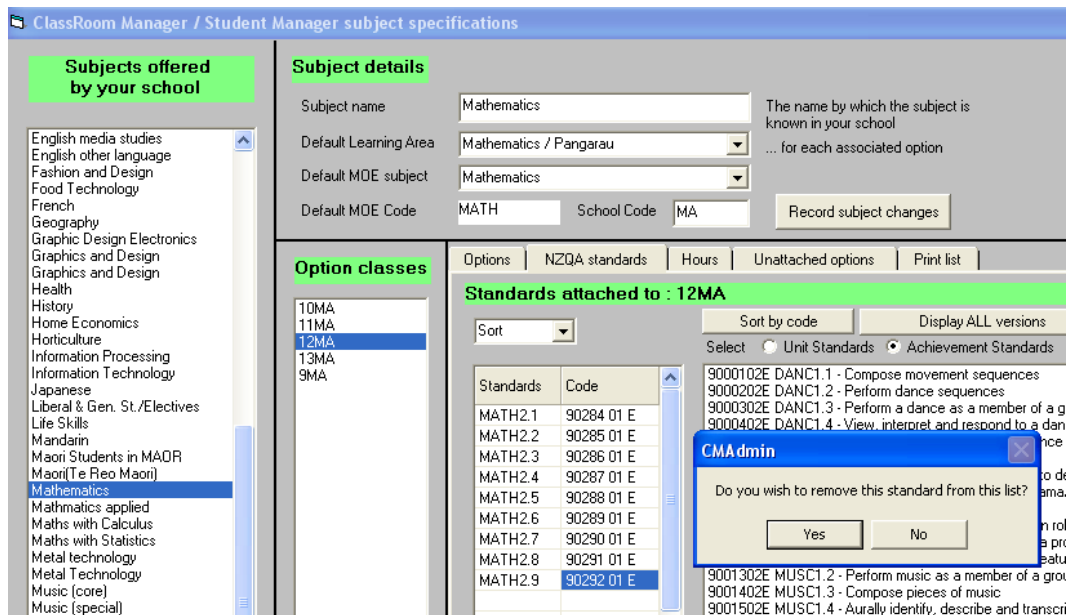 ClassRoom Manager / Student Manager subject specifications
Subjects offered
by your school
English media studies
English other language
Fashion and Design
Food Technology
French
Geography
Graphic Design Electronics
Graphics and Design
Graphics and Design
Health
History
Home Economics
Horticulture
Information Processing
Information Technology
Japanese
Liberal & Gen. St./Electives
Life Skills
Mandarin
Maori Students in MAOR
Maori(Te Reo Maori)
Mathematics
Mathmatics applied
Maths with Calculus
Maths with Statistics
Metal technology
Metal Technology
Music (core)
Music (special)
Subject details
Subject name Mathematics
The name by which the subject is
known in your school
Default Learning Area Mathematics / Pangarau
... for each associated option
Default MOE subject Mathematics
Default MOE Code MATH School Code MA Record subject changes
Option classes
10MA
11MA
12MA
13MA
9MA
Options NZQA standards Hours Unattached options Print list
Standards attached to : 12MA
Sort Sort by code Display ALL versions
Select Unit Standards Achievement Standards
Standards Code
MATH2.1 90284 01 E
MATH2.2 90285 01 E
MATH2.3 90286 01 E
MATH2.4 90287 01 E
MATH2.5 90288 01 E
MATH2.6 90289 01 E
MATH2.7 90290 01 E
MATH2.8 90291 01 E
MATH2.9 90292 01 E
9000102E DANC1.1 - Compose movement sequences
9000202E DANC1.2 - Perform dance sequences
9000302E DANC1.3 - Perform a dance as a member of a g
9000402E DANC1.4 - View, interpret and respond to a dan
CMAdmin
Do you wish to remove this standard from this list?
Yes No
9001302E MUSC1.2 - Perform music as a member of a grou
9001402E MUSC1.3 - Compose pieces of music
9001502E MUSC1.4 - Aurally identify, describe and transcri